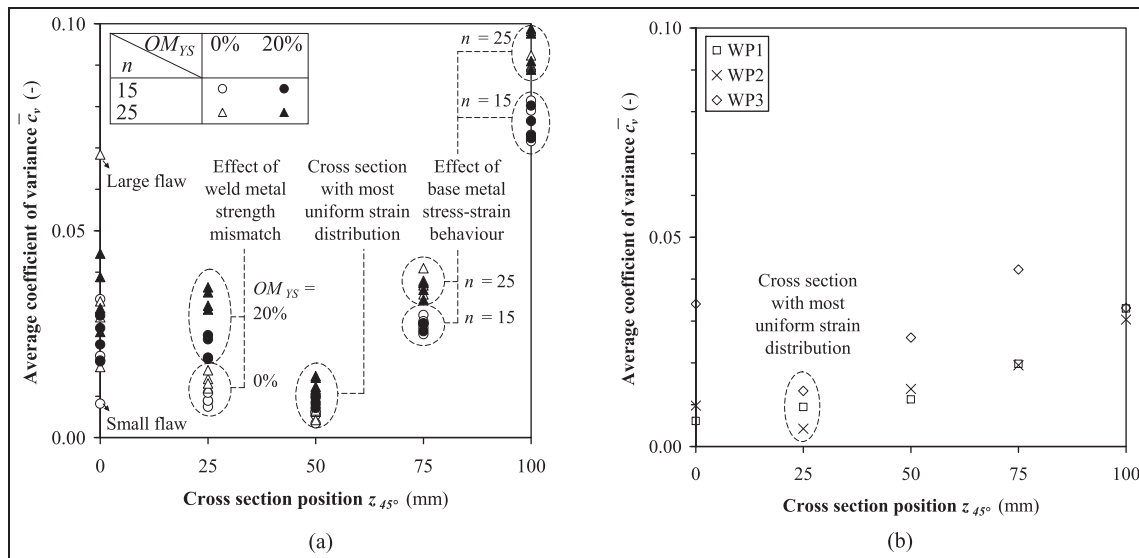 0.10
0.05
0.00
Average coefficient of variance c̄ᵥ (-)
OM_YS 0% 20%
n
15
25
Large flaw
Small flaw
Effect of
weld metal
strength
mismatch
Cross section
with most
uniform strain
distribution
Effect of
base metal
stress-strain
behaviour
n = 25
n = 15
OM_YS =
20%
0%
n = 25
n = 15
0 25 50 75 100
Cross section position z_45° (mm)
(a)
0.10
0.05
0.00
Average coefficient of variance c̄ᵥ (-)
WP1
WP2
WP3
Cross section
with most
uniform strain
distribution
0 25 50 75 100
Cross section position z_45° (mm)
(b)